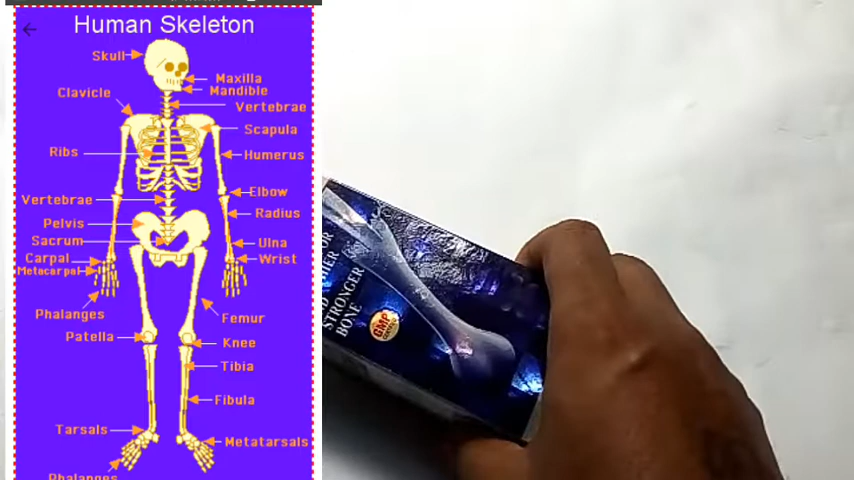 Human Skeleton
Skull
Maxilla
Mandible
Clavicle
Vertebrae
Scapula
Ribs
Humerus
Elbow
Vertebrae
Radius
Pelvis
Sacrum
Ulna
Carpal
Wrist
Metacarpal
Phalanges
Femur
Patella
Knee
Tibia
Fibula
Tarsals
Metatarsals
Phalanges
STRONGER
BONE
GMP